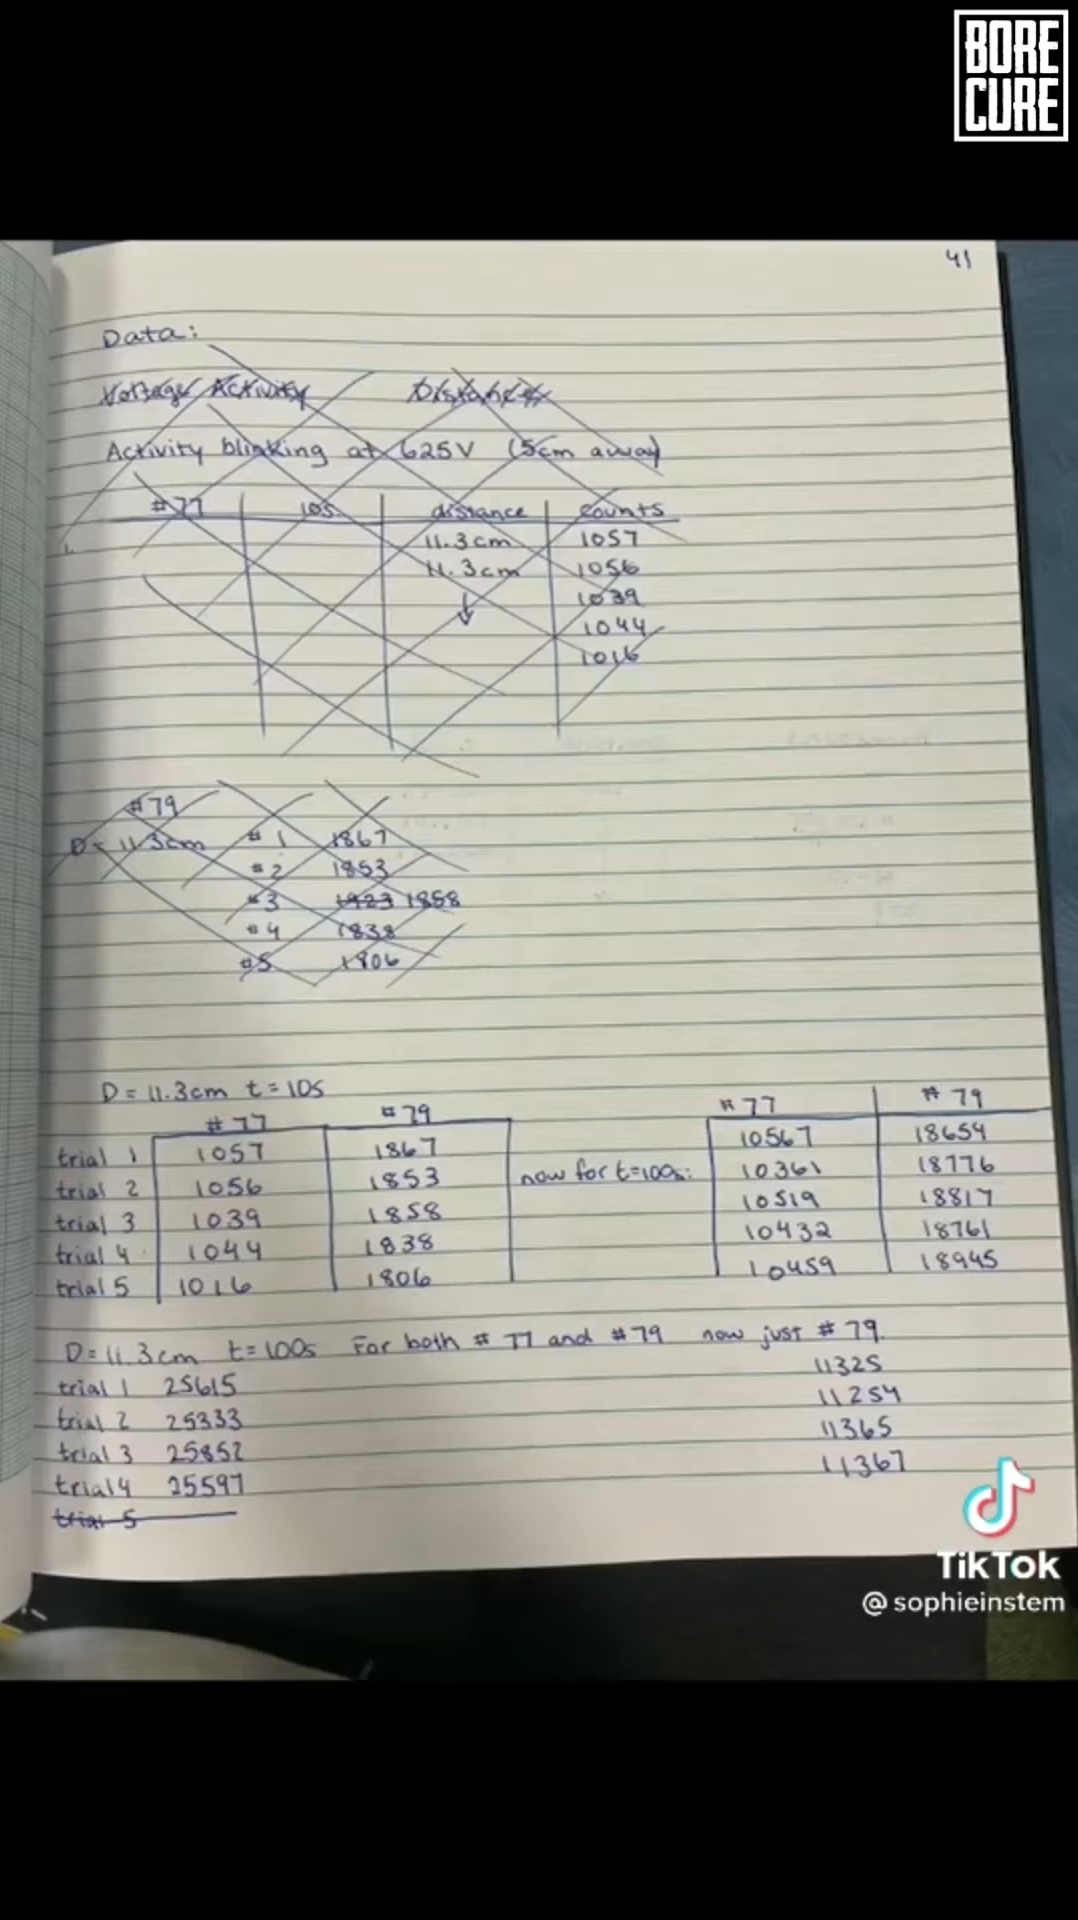 BORE
CURE
41
Data:
Voltage Activity Distance
Activity blinking at 625V (5cm away)
#77 105 distance counts
11.3cm 1057
11.3cm 1056
↓ 1039
1044
1016
#79
D= 11.3cm #1 1867
#2 1853
#3 1923 1858
#4 1838
#5 1806
D= 11.3cm t=10s
#77 #79
trial 1 1057 1867
trial 2 1056 1853
trial 3 1039 1858
trial 4 1044 1838
trial 5 1016 1806
now for t=100s:
#77 #79
10567 18659
10361 18776
10519 18817
10432 18761
10459 18945
D= 11.3cm t=100s For both #77 and #79 now just #79.
trial 1 25615
trial 2 25333
trial 3 25852
trial 4 25597
trial 5
11325
11254
11365
11367
TikTok
@sophieinstem